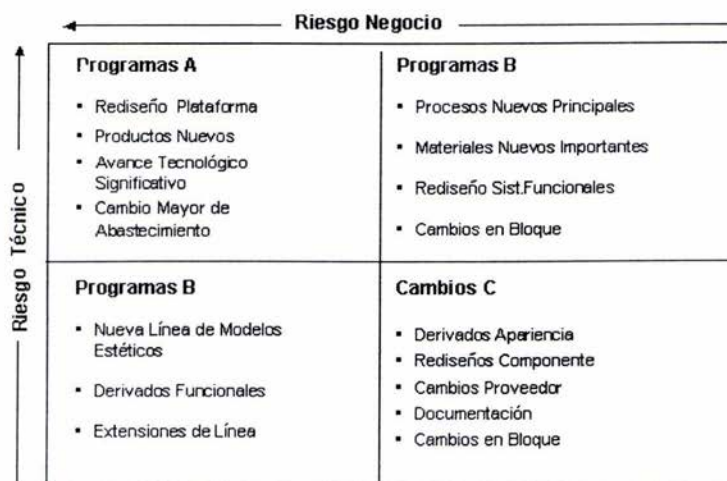 Riesgo Negocio
Riesgo Técnico
Programas A
▪ Rediseño Plataforma
▪ Productos Nuevos
▪ Avance Tecnológico
Significativo
▪ Cambio Mayor de
Abastecimiento
Programas B
▪ Procesos Nuevos Principales
▪ Materiales Nuevos Importantes
▪ Rediseño Sist.Funcionales
▪ Cambios en Bloque
Programas B
▪ Nueva Línea de Modelos
Estéticos
▪ Derivados Funcionales
▪ Extensiones de Línea
Cambios C
▪ Derivados Apariencia
▪ Rediseños Componente
▪ Cambios Proveedor
▪ Documentación
▪ Cambios en Bloque